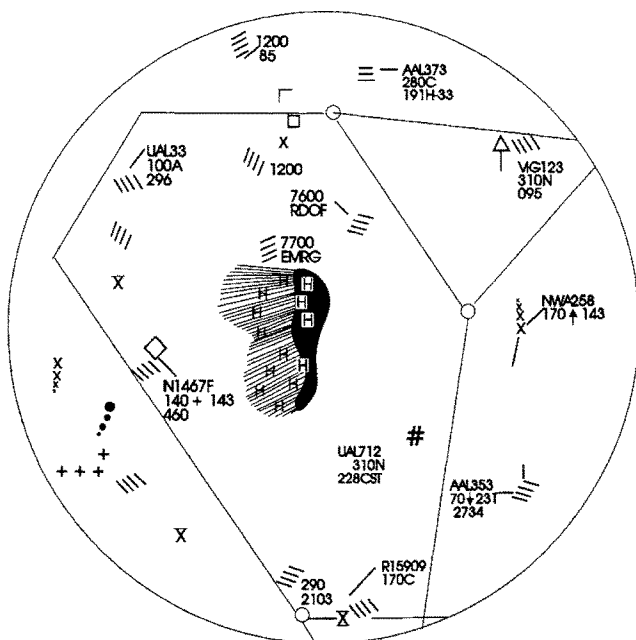 1200
85
AAL373
280C
191H-33
X
UAL33
100A
296
1200
VIG123
310N
095
7600
RDOF
7700
EMRG
X
H
H
H
H
H
H
H
H
H
H
H
H
NWA258
170 ↑ 143
X
X
X
X
X
X
N1467F
140 + 143
460
+
+ + +
#
UAL712
310N
228CST
AAL353
70 ↓ 231
2734
X
290
2103
R15909
170C
X